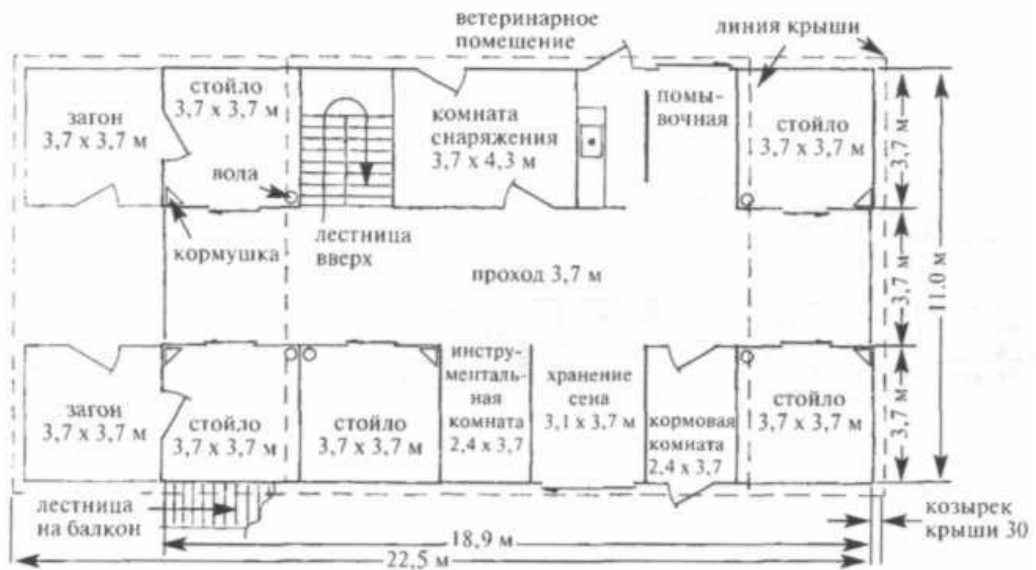 ветеринарное
помещение
линия крыши
стойло
3,7 x 3,7 м
загон
3,7 x 3,7 м
комната
снаряжения
3,7 x 4,3 м
помы-
вочная
стойло
3,7 x 3,7 м
вола
кормушка
лестница
вверх
проход 3,7 м
3,7 м
3,7 м
3,7 м
11.0 м
загон
3,7 x 3,7 м
стойло
3,7 x 3,7 м
стойло
3,7 x 3,7 м
инстру-
менталь-
ная
комната
2,4 x 3,7
хранение
сена
3,1 x 3,7 м
кормовая
комната
2,4 x 3,7
стойло
3,7 x 3,7 м
лестница
на балкон
18,9 м
22,5 м
козырек
крыши 30